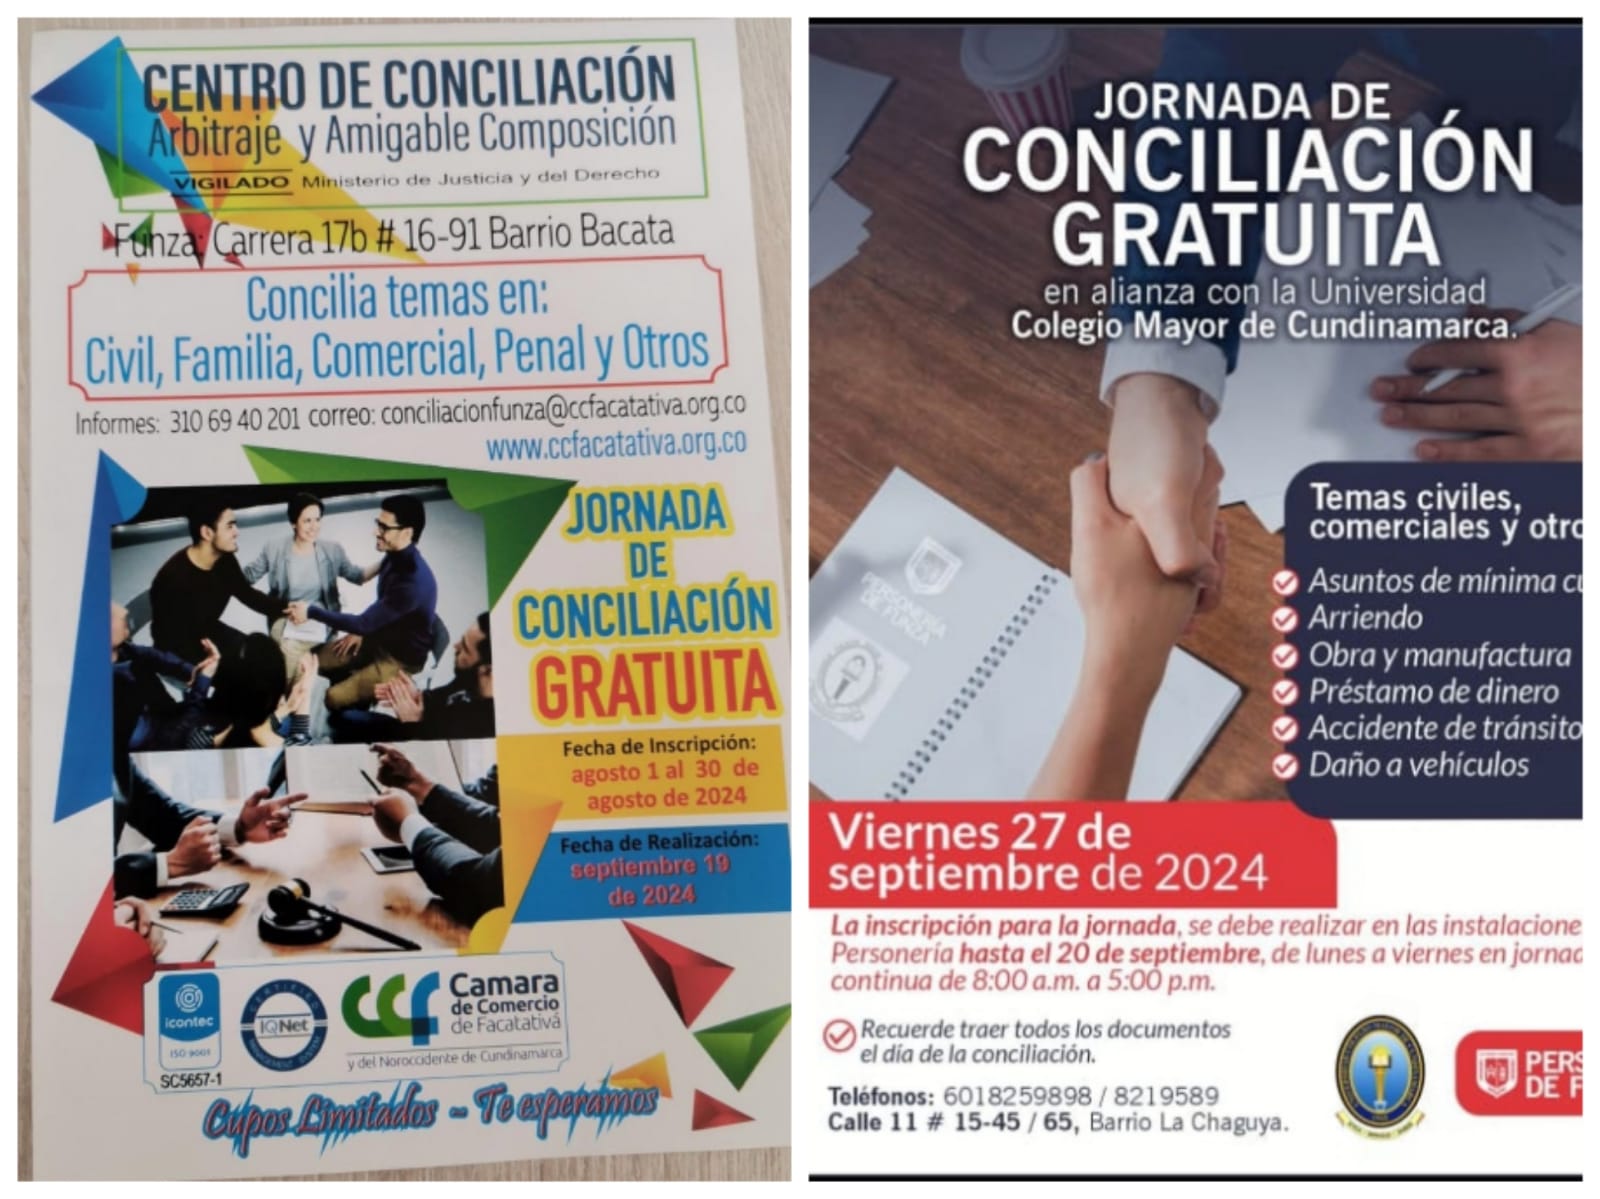 CENTRO DE CONCILIACIÓN
Arbitraje y Amigable Composición
VIGILADO Ministerio de Justicia y del Derecho
Funza: Carrera 17b # 16-91 Barrio Bacata
Concilia temas en:
Civil, Familia, Comercial, Penal y Otros
Informes: 310 69 40 201 correo: conciliacionfunza@ccfacatativa.org.co
www.ccfacatativa.org.co
JORNADA
DE
CONCILIACIÓN
GRATUITA
Fecha de Inscripción:
agosto 1 al 30 de
agosto de 2024
Fecha de Realización:
septiembre 19
de 2024
icontec
ISO 9001
SC5657-1
CERTIFIED
IQNet
MANAGEMENT SYSTEM
ccf
Camara
de Comercio
de Facatativá
y del Noroccidente de Cundinamarca
Cupos Limitados - Te esperamos
JORNADA DE
CONCILIACIÓN
GRATUITA
en alianza con la Universidad
Colegio Mayor de Cundinamarca.
PERSONERÍA
DE FUNZA
Temas civiles,
comerciales y otro
Asuntos de mínima cu
Arriendo
Obra y manufactura
Préstamo de dinero
Accidente de tránsito
Daño a vehículos
Viernes 27 de
septiembre de 2024
La inscripción para la jornada, se debe realizar en las instalacione
Personería hasta el 20 de septiembre, de lunes a viernes en jornad
continua de 8:00 a.m. a 5:00 p.m.
Recuerde traer todos los documentos
el día de la conciliación.
Teléfonos: 6018259898 / 8219589
Calle 11 # 15-45 / 65, Barrio La Chaguya.
PERS
DE F